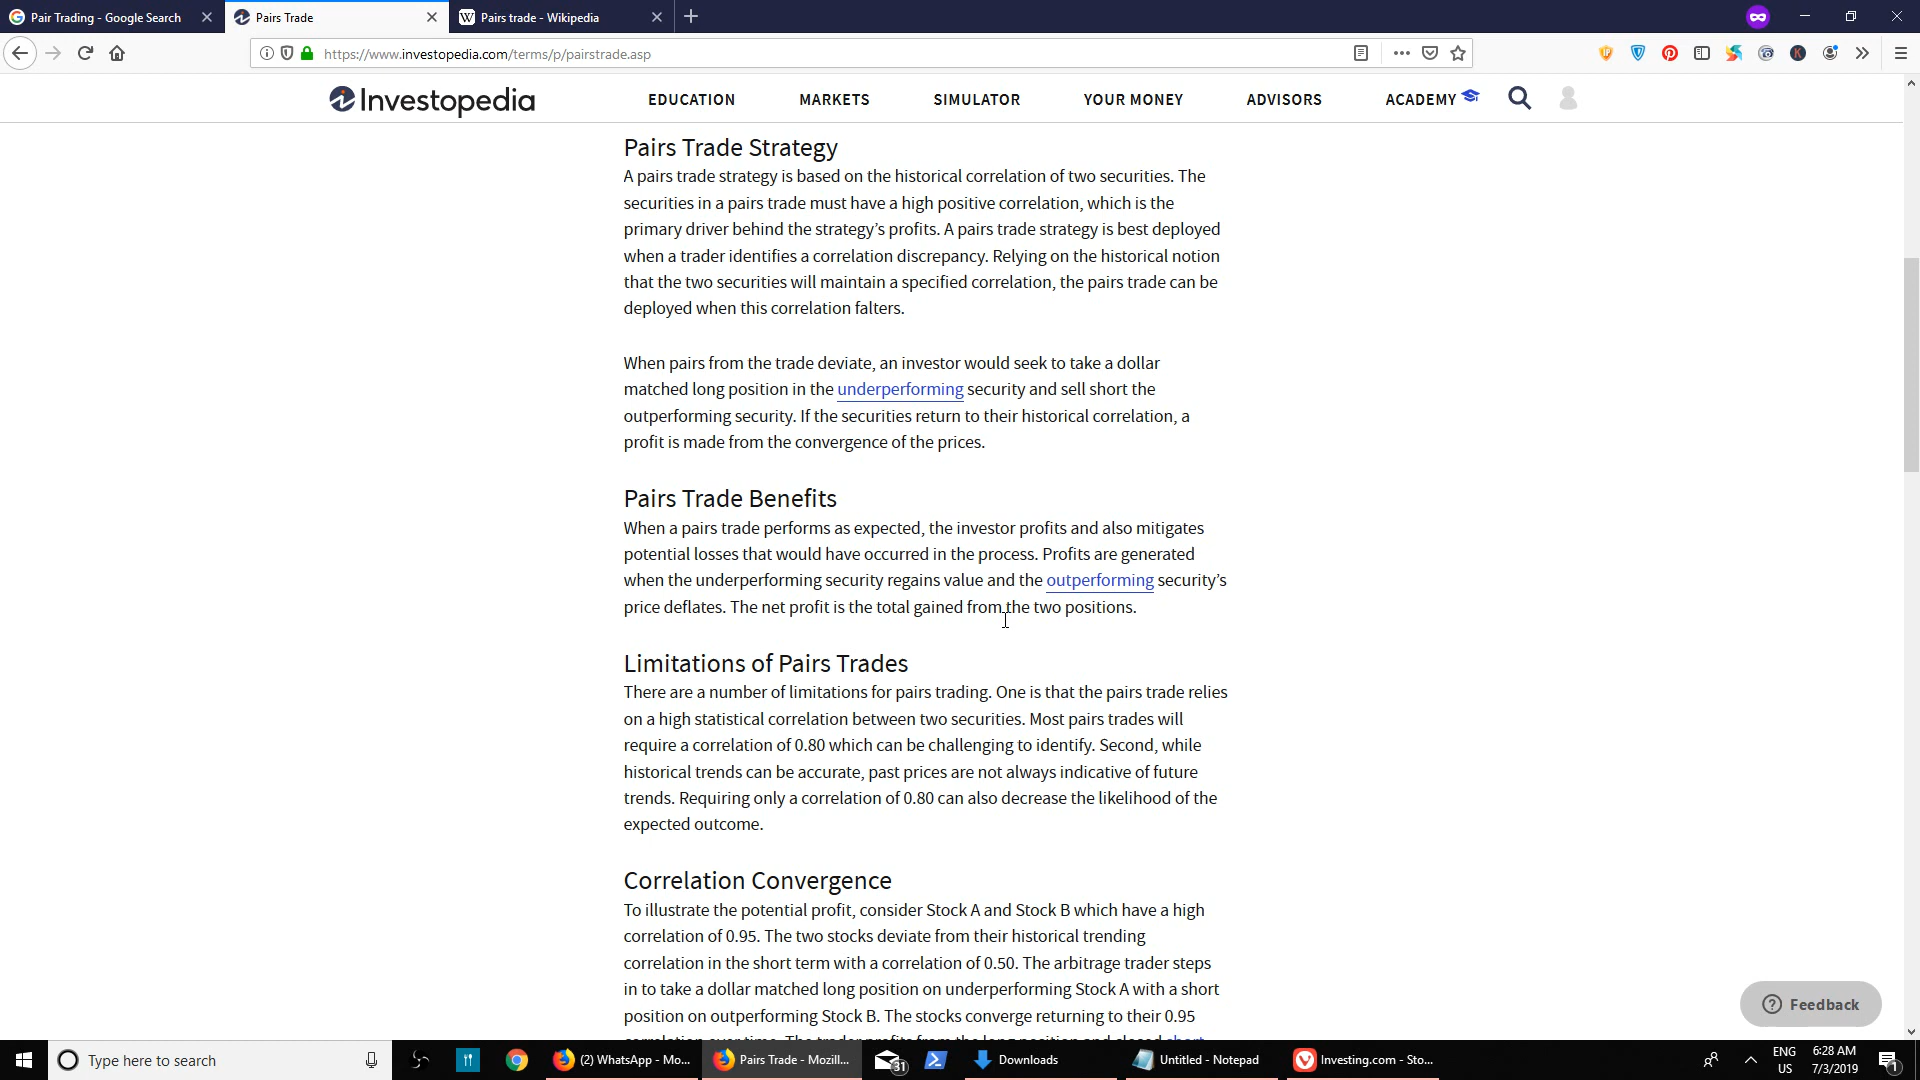 Pair Trading - Google Search
Pairs Trade
Pairs trade - Wikipedia
https://www.investopedia.com/terms/p/pairstrade.asp
Investopedia
EDUCATION
MARKETS
SIMULATOR
YOUR MONEY
ADVISORS
ACADEMY
Pairs Trade Strategy
A pairs trade strategy is based on the historical correlation of two securities. The
securities in a pairs trade must have a high positive correlation, which is the
primary driver behind the strategy’s profits. A pairs trade strategy is best deployed
when a trader identifies a correlation discrepancy. Relying on the historical notion
that the two securities will maintain a specified correlation, the pairs trade can be
deployed when this correlation falters.
When pairs from the trade deviate, an investor would seek to take a dollar
matched long position in the underperforming security and sell short the
outperforming security. If the securities return to their historical correlation, a
profit is made from the convergence of the prices.
Pairs Trade Benefits
When a pairs trade performs as expected, the investor profits and also mitigates
potential losses that would have occurred in the process. Profits are generated
when the underperforming security regains value and the outperforming security’s
price deflates. The net profit is the total gained from the two positions.
Limitations of Pairs Trades
There are a number of limitations for pairs trading. One is that the pairs trade relies
on a high statistical correlation between two securities. Most pairs trades will
require a correlation of 0.80 which can be challenging to identify. Second, while
historical trends can be accurate, past prices are not always indicative of future
trends. Requiring only a correlation of 0.80 can also decrease the likelihood of the
expected outcome.
Correlation Convergence
To illustrate the potential profit, consider Stock A and Stock B which have a high
correlation of 0.95. The two stocks deviate from their historical trending
correlation in the short term with a correlation of 0.50. The arbitrage trader steps
in to take a dollar matched long position on underperforming Stock A with a short
position on outperforming Stock B. The stocks converge returning to their 0.95
correlation over time. The trader profits from the long position and closed short
Feedback
Type here to search
(2) WhatsApp - Mo...
Pairs Trade - Mozill...
31
Downloads
Untitled - Notepad
Investing.com - Sto...
ENG
US
6:28 AM
7/3/2019
1